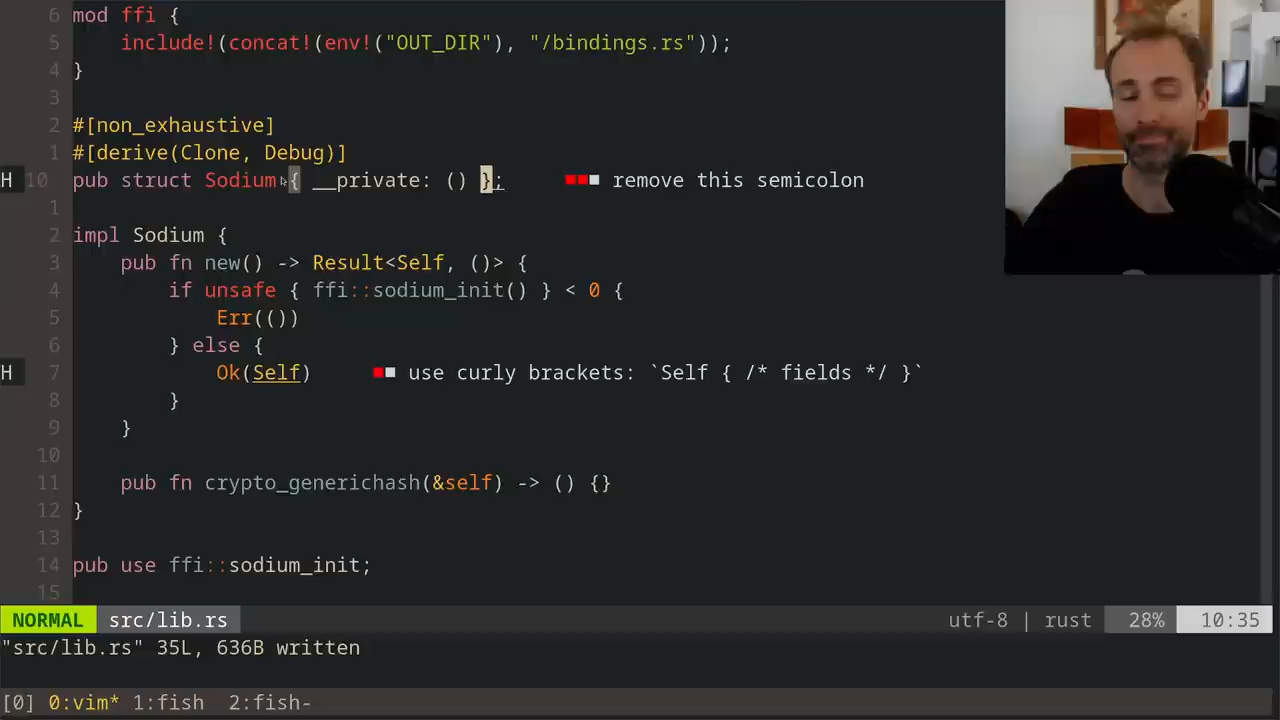 6 mod ffi {
5     include!(concat!(env!("OUT_DIR"), "/bindings.rs"));
4 }
3
2 #[non_exhaustive]
1 #[derive(Clone, Debug)]
H 10 pub struct Sodium { __private: () };     remove this semicolon
1
2 impl Sodium {
3     pub fn new() -> Result<Self, ()> {
4         if unsafe { ffi::sodium_init() } < 0 {
5             Err(())
6         } else {
H 7             Ok(Self)     use curly brackets: `Self { /* fields */ }`
8         }
9     }
10
11     pub fn crypto_generichash(&self) -> () {}
12 }
13
14 pub use ffi::sodium_init;
15
NORMAL src/lib.rs utf-8 | rust 28% 10:35
"src/lib.rs" 35L, 636B written
[0] 0:vim* 1:fish  2:fish-